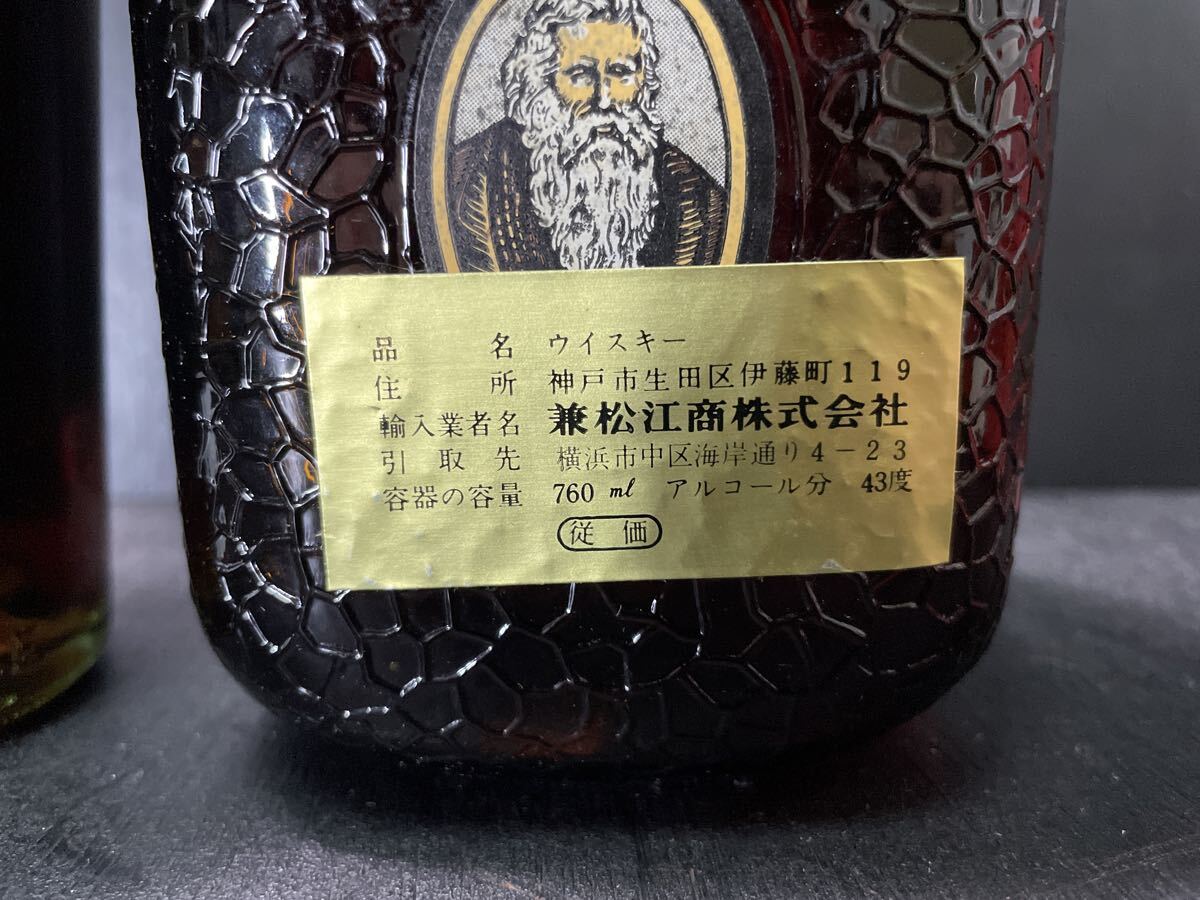 品名 ウイスキー
住所 神戸市生田区伊藤町119
輸入業者名 兼松江商株式会社
引取先 横浜市中区海岸通り4-23
容器の容量 760ml アルコール分 43度
従価